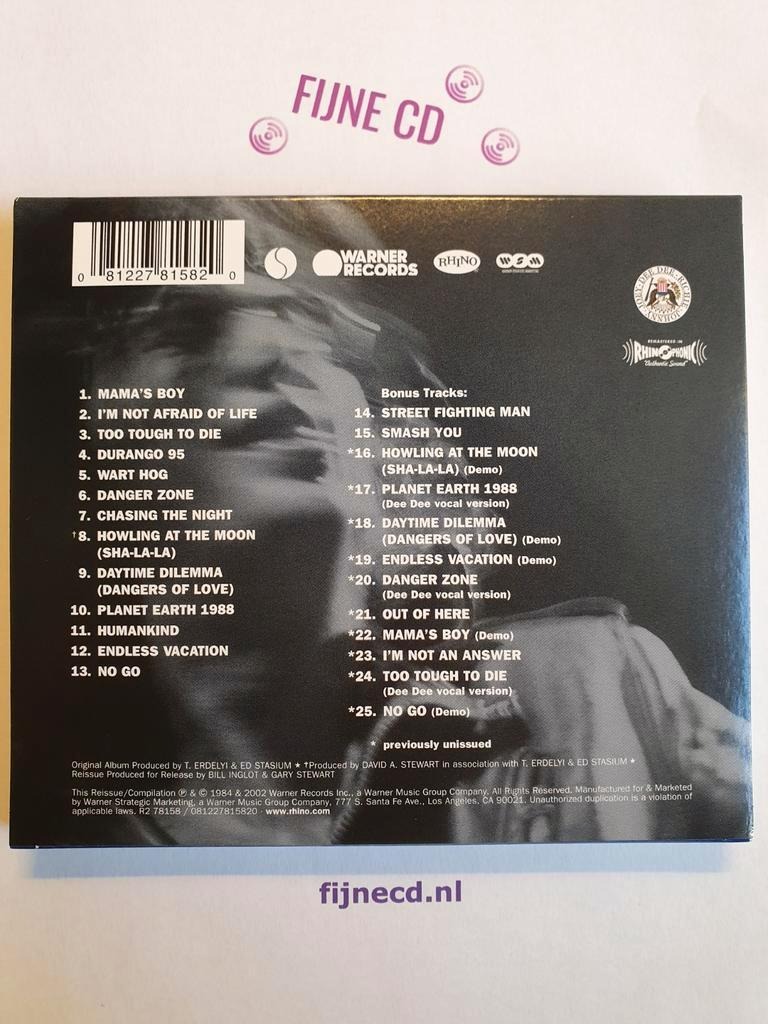 FIJNE CD
0 81227 81582 0
WARNER
RECORDS
RHINO
WSM
REMASTERED IN
RHINOPHONIC
"Authentic Sound"
1. MAMA'S BOY
2. I'M NOT AFRAID OF LIFE
3. TOO TOUGH TO DIE
4. DURANGO 95
5. WART HOG
6. DANGER ZONE
7. CHASING THE NIGHT
†8. HOWLING AT THE MOON
(SHA-LA-LA)
9. DAYTIME DILEMMA
(DANGERS OF LOVE)
10. PLANET EARTH 1988
11. HUMANKIND
12. ENDLESS VACATION
13. NO GO
Bonus Tracks:
14. STREET FIGHTING MAN
15. SMASH YOU
*16. HOWLING AT THE MOON
(SHA-LA-LA) (Demo)
*17. PLANET EARTH 1988
(Dee Dee vocal version)
*18. DAYTIME DILEMMA
(DANGERS OF LOVE) (Demo)
*19. ENDLESS VACATION (Demo)
*20. DANGER ZONE
(Dee Dee vocal version)
*21. OUT OF HERE
*22. MAMA'S BOY (Demo)
*23. I'M NOT AN ANSWER
*24. TOO TOUGH TO DIE
(Dee Dee vocal version)
*25. NO GO (Demo)
* previously unissued
Original Album Produced by T. ERDELYI & ED STASIUM ★ †Produced by DAVID A. STEWART in association with T. ERDELYI & ED STASIUM ★
Reissue Produced for Release by BILL INGLOT & GARY STEWART
This Reissue/Compilation ℗ & © 1984 & 2002 Warner Records Inc., a Warner Music Group Company. All Rights Reserved. Manufactured for & Marketed
by Warner Strategic Marketing, a Warner Music Group Company, 777 S. Santa Fe Ave., Los Angeles, CA 90021. Unauthorized duplication is a violation of
applicable laws. R2 78158 / 081227815820 · www.rhino.com
fijnecd.nl